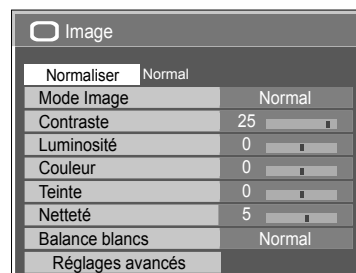 Image
Normaliser Normal
Mode Image Normal
Contraste 25
Luminosité 0
Couleur 0
Teinte 0
Netteté 5
Balance blancs Normal
Réglages avancés